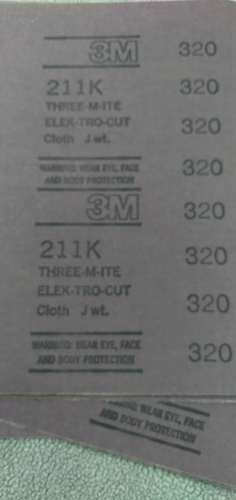 3M 320
211K 320
THREE-M-ITE
ELEK-TRO-CUT 320
Cloth J wt.
WARNING: WEAR EYE, FACE 320
AND BODY PROTECTION
3M 320
211K 320
THREE-M-ITE
ELEK-TRO-CUT 320
Cloth J wt.
WARNING: WEAR EYE, FACE 320
AND BODY PROTECTION
WARNING: WEAR EYE, FACE
AND BODY PROTECTION